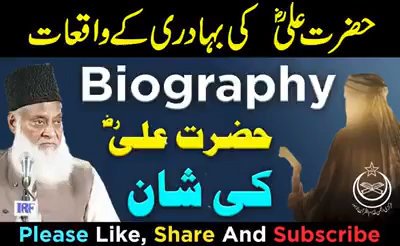 حضرت علیؓ کی بہادری کے واقعات
Biography
حضرت علیؓ
کی شان
IRF
Please Like, Share And Subscribe